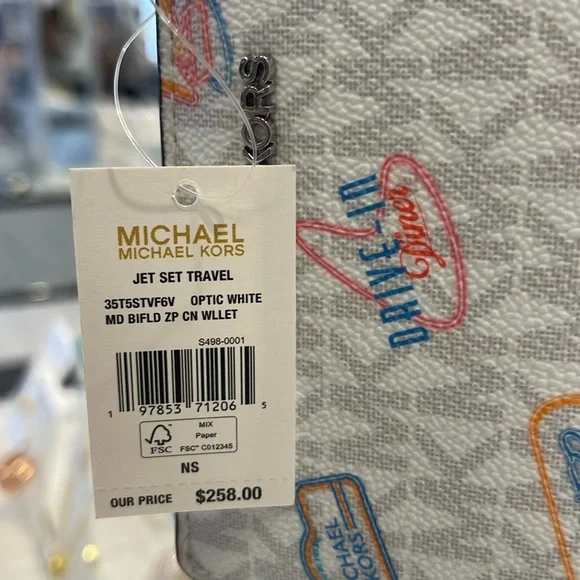 KORS
DRIVE-IN
Diner
MICHAEL
MICHAEL KORS
JET SET TRAVEL
35T5STVF6V OPTIC WHITE
MD BIFLD ZP CN WLLET
S498-0001
1 97853 71206 5
MIX
Paper
FSC™ C012345
FSC
NS
OUR PRICE $258.00
MICHAEL
KORS